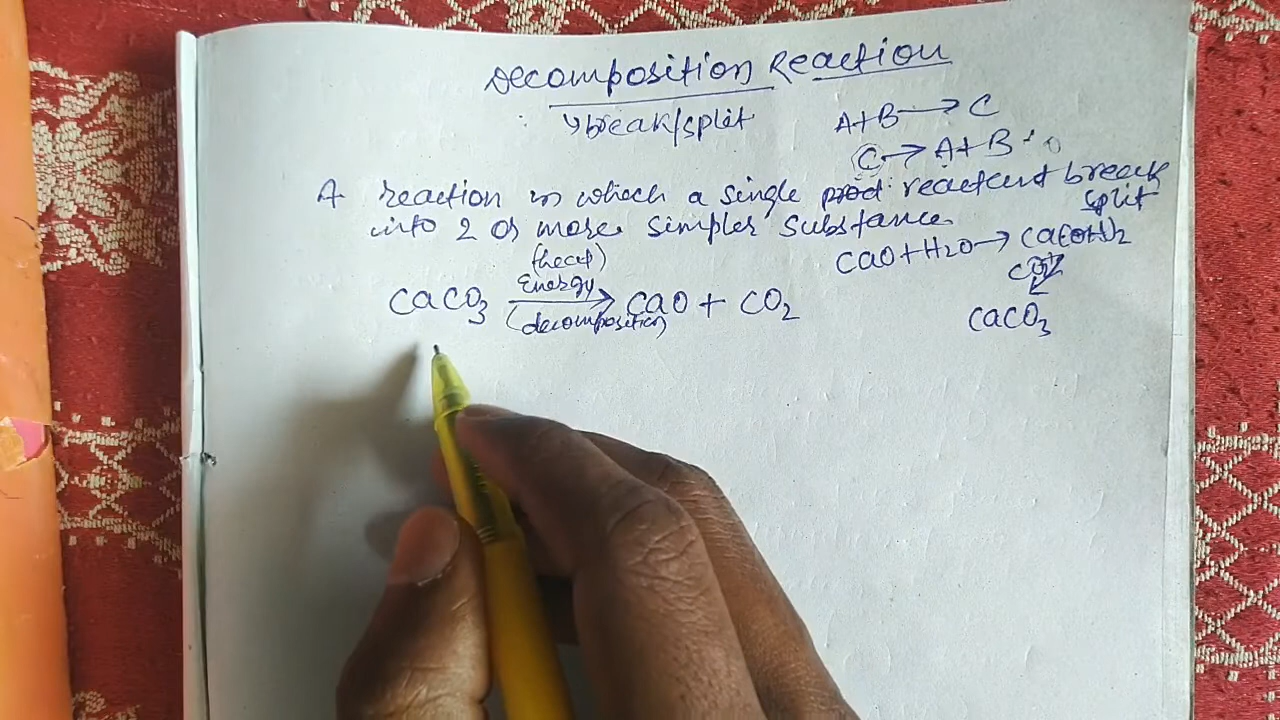 Decomposition Reaction
↳break/split
A+B → C
C → A+B
A reaction in which a single reactant break
split
into 2 or more simpler substance.
(heat)
Energy
CaCO3 → CaO + CO2
(decomposition)
CaO+H2O → Ca(OH)2
CO2
CaCO3